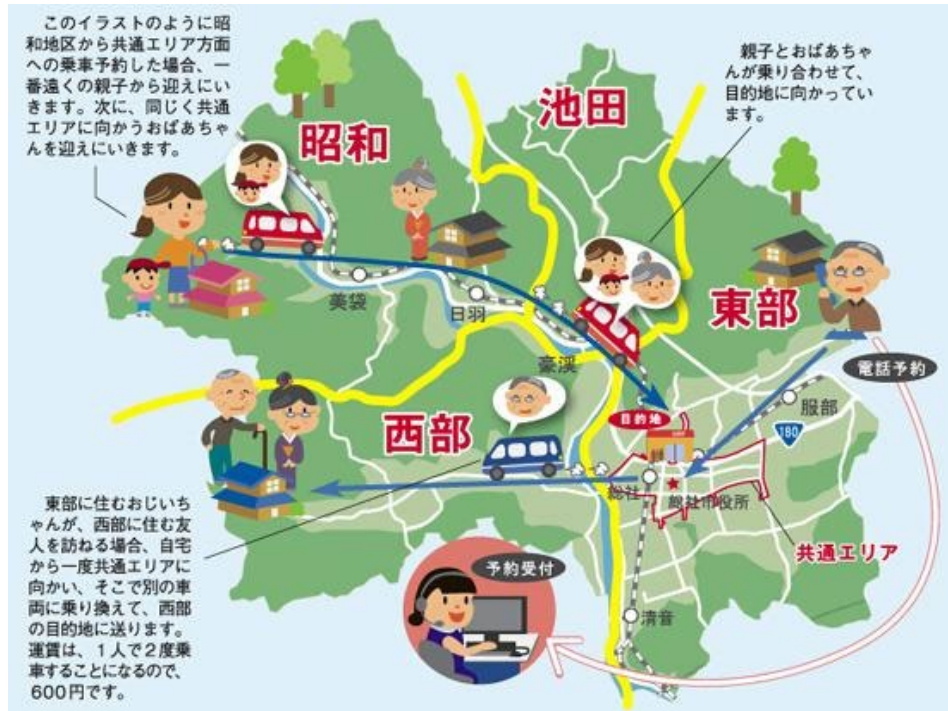 このイラストのように昭
和地区から共通エリア方面
への乗車予約した場合、一
番遠くの親子から迎えにい
きます。次に、同じく共通
エリアに向かうおばあちゃ
んを迎えにいきます。
親子とおばあちゃ
んが乗り合わせて、
目的地に向かってい
ます。
池田
昭和
東部
美袋
日羽
豪渓
電話予約
服部
180
目的地
西部
総社
総社市役所
共通エリア
東部に住むおじいち
ゃんが、西部に住む友
人を訪ねる場合、自宅
から一度共通エリアに
向かい、そこで別の車
両に乗り換えて、西部
の目的地に送ります。
運賃は、1人で2度乗
車することになるので、
600円です。
予約受付
清音